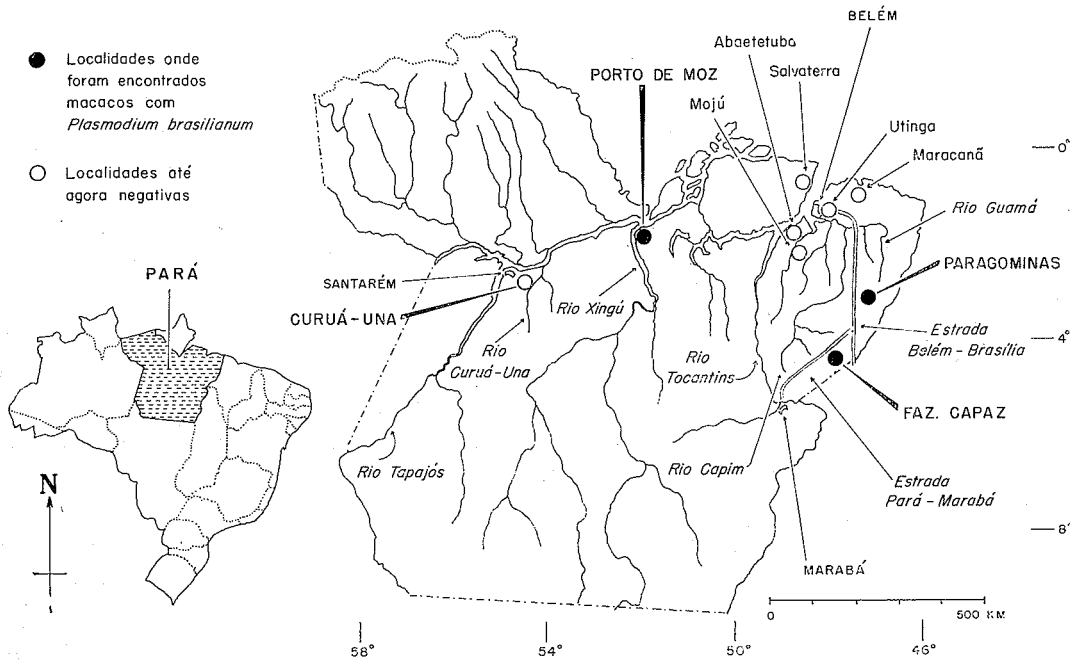 Localidades onde
foram encontrados
macacos com
Plasmodium brasilianum
Localidades até
agora negativas
PARÁ
N
BELÉM
Abaetetuba
Salvaterra
PORTO DE MOZ
Mojú
Utinga
Maracanã
Rio Guamá
PARAGOMINAS
SANTARÉM
CURUÁ-UNA
Rio Xingú
Rio
Curuá-Una
Rio
Tocantins
Estrada
Belém-Brasília
FAZ. CAPAZ
Rio Tapajós
Rio Capim
Estrada
Pará-Marabá
MARABÁ
0°
4°
8°
0 500 KM
58° 54° 50° 46°